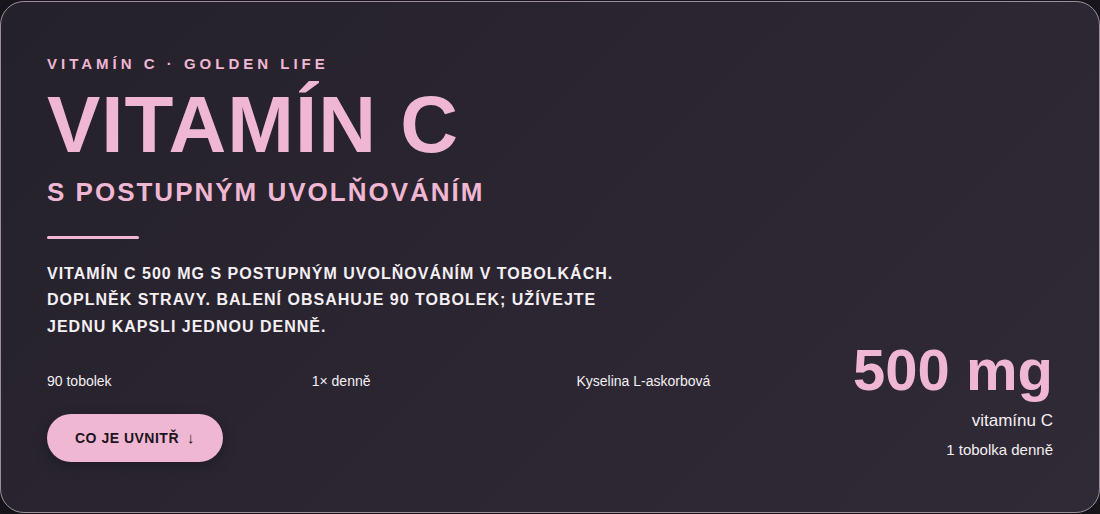 VITAMÍN C · GOLDEN LIFE
VITAMÍN C
S POSTUPNÝM UVOLŇOVÁNÍM
VITAMÍN C 500 MG S POSTUPNÝM UVOLŇOVÁNÍM V TOBOLKÁCH.
DOPLNĚK STRAVY. BALENÍ OBSAHUJE 90 TOBOLEK; UŽÍVEJTE
JEDNU KAPSLI JEDNOU DENNĚ.
90 tobolek
1× denně
Kyselina L-askorbová
CO JE UVNITŘ ↓
500 mg
vitamínu C
1 tobolka denně